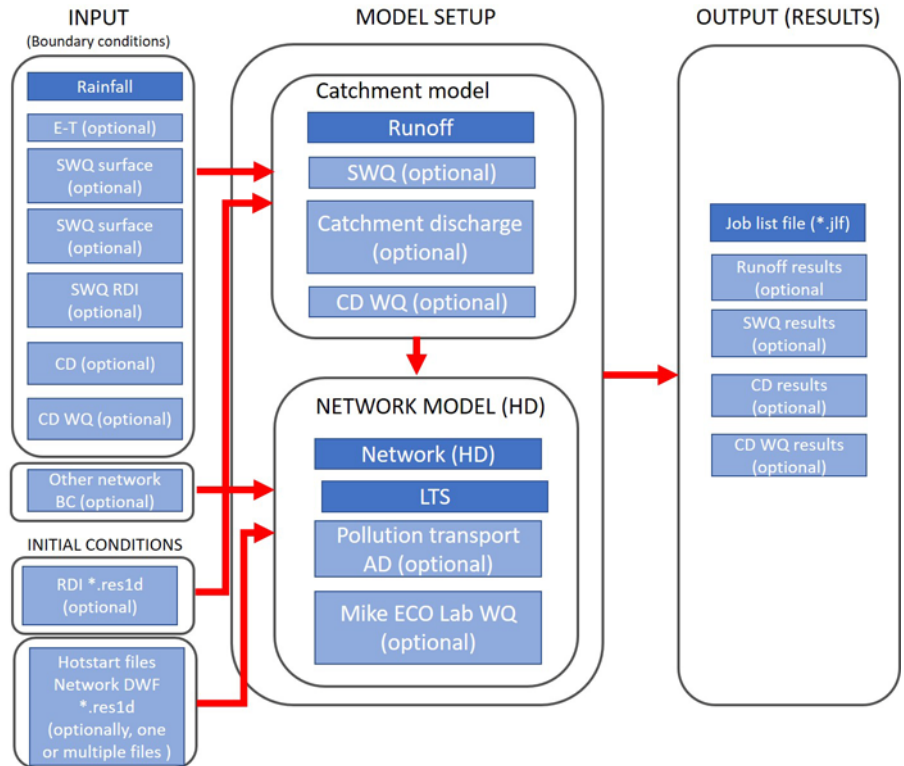 INPUT
(Boundary conditions)
Rainfall
E-T (optional)
SWQ surface
(optional)
SWQ surface
(optional)
SWQ RDI
(optional)
CD (optional)
CD WQ (optional)
Other network
BC (optional)
INITIAL CONDITIONS
RDI *.res1d
(optional)
Hotstart files
Network DWF
*.res1d
(optionally, one
or multiple files )
MODEL SETUP
Catchment model
Runoff
SWQ (optional)
Catchment discharge
(optional)
CD WQ (optional)
NETWORK MODEL (HD)
Network (HD)
LTS
Pollution transport
AD (optional)
Mike ECO Lab WQ
(optional)
OUTPUT (RESULTS)
Job list file (*.jlf)
Runoff results
(optional
SWQ results
(optional)
CD results
(optional)
CD WQ results
(optional)